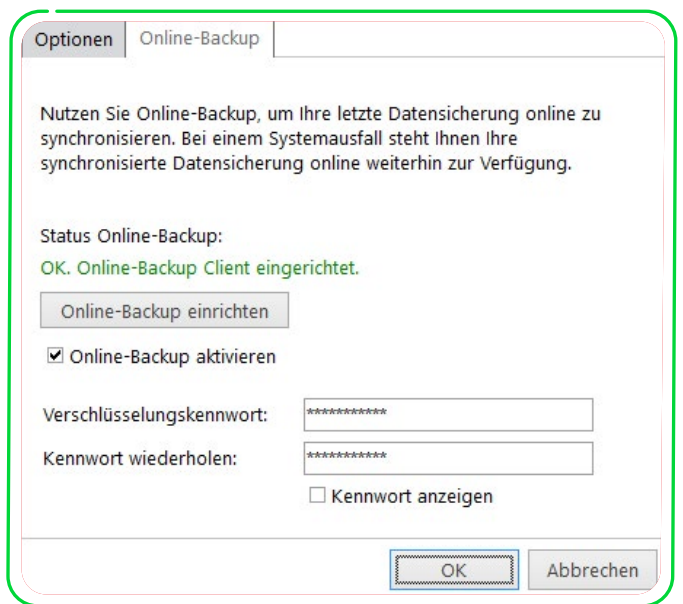 Optionen
Online-Backup
Nutzen Sie Online-Backup, um Ihre letzte Datensicherung online zu
synchronisieren. Bei einem Systemausfall steht Ihnen Ihre
synchronisierte Datensicherung online weiterhin zur Verfügung.
Status Online-Backup:
OK. Online-Backup Client eingerichtet.
Online-Backup einrichten
Online-Backup aktivieren
Verschlüsselungskennwort: ***********
Kennwort wiederholen: ***********
Kennwort anzeigen
OK
Abbrechen